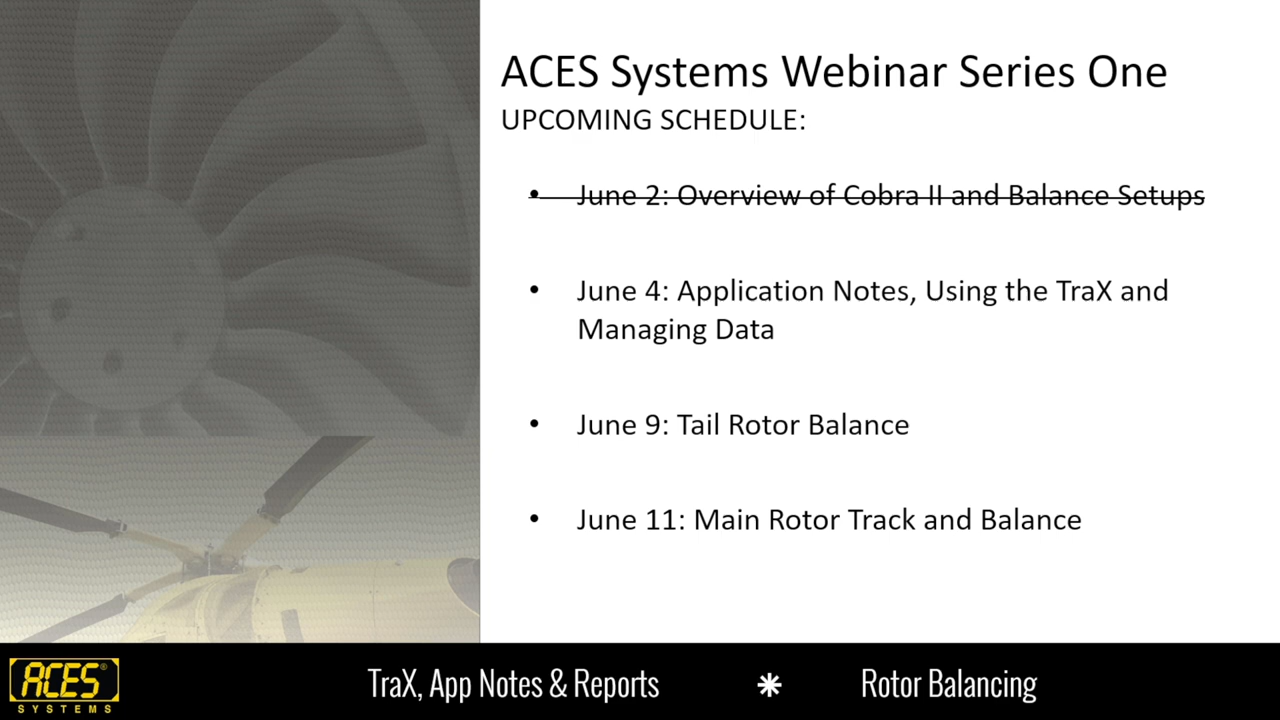 ACES Systems Webinar Series One
UPCOMING SCHEDULE:
• June 2: Overview of Cobra II and Balance Setups
• June 4: Application Notes, Using the TraX and
Managing Data
• June 9: Tail Rotor Balance
• June 11: Main Rotor Track and Balance
ACES®
SYSTEMS
TraX, App Notes & Reports * Rotor Balancing